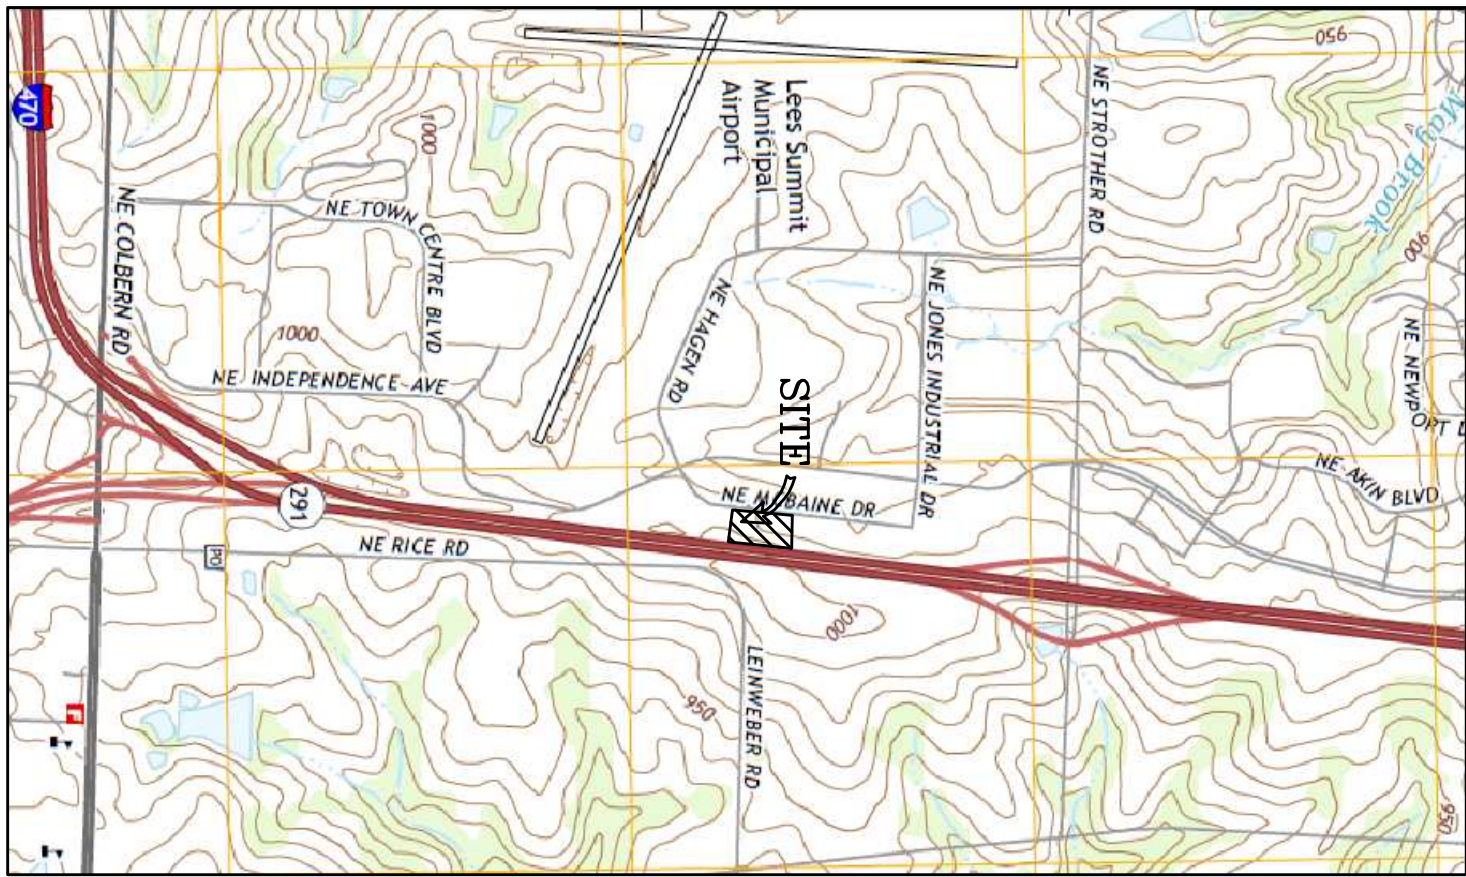 950
May Brook
470
1000
Lees Summit
Municipal
Airport
NE STROTHER RD
NE COLBERN RD
NE TOWN CENTRE BLVD
900
NE HAGEN RD
NE JONES INDUSTRIAL DR
1000
NE NEWPORT D
NE INDEPENDENCE AVE
SITE
NE AKIN BLVD
291
NE M BAINE DR
NE RICE RD
PO
1000
LEINWEBER RD
950
F
950